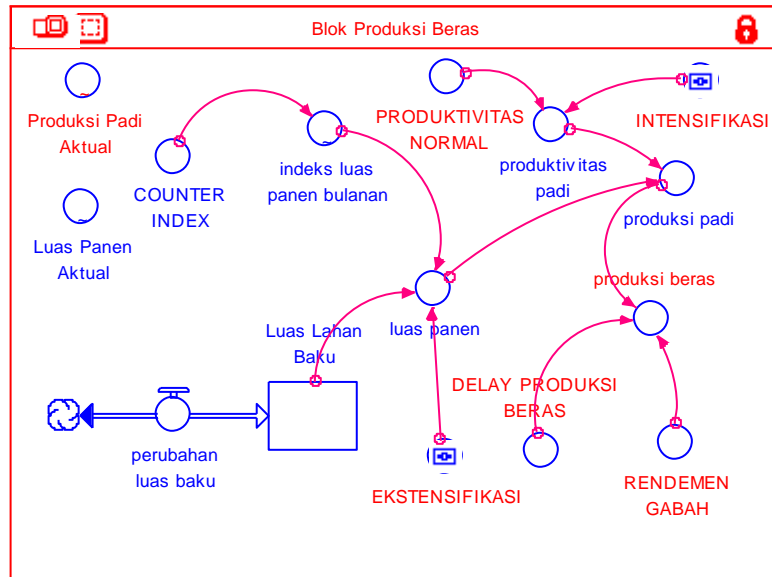 Blok Produksi Beras
Produksi Padi
Aktual
PRODUKTIVITAS
NORMAL
INTENSIFIKASI
COUNTER
INDEX
indeks luas
panen bulanan
produktivitas
padi
produksi padi
Luas Panen
Aktual
produksi beras
Luas Lahan
Baku
luas panen
DELAY PRODUKSI
BERAS
perubahan
luas baku
EKSTENSIFIKASI
RENDEMEN
GABAH